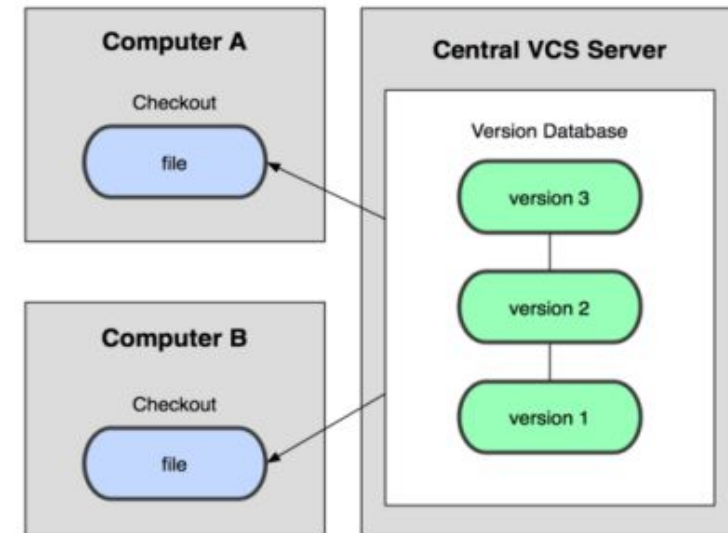 Computer A
Checkout
file
Computer B
Checkout
file
Central VCS Server
Version Database
version 3
version 2
version 1